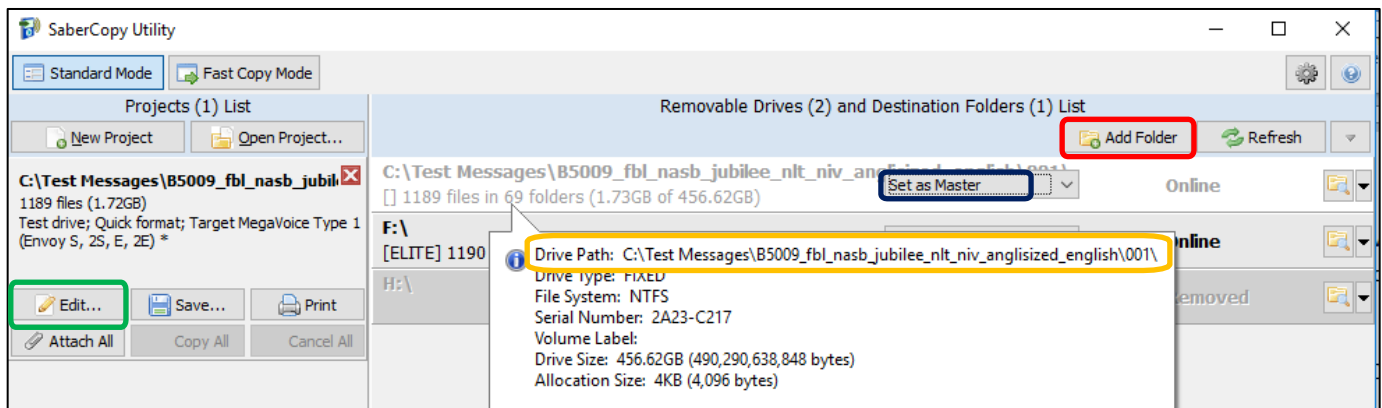 SaberCopy Utility
Standard Mode
Fast Copy Mode
Projects (1) List
New Project
Open Project...
C:\Test Messages\B5009_fbl_nasb_jubil
1189 files (1.72GB)
Test drive; Quick format; Target MegaVoice Type 1
(Envoy S, 2S, E, 2E) *
Edit...
Save...
Print
Attach All
Copy All
Cancel All
Removable Drives (2) and Destination Folders (1) List
Add Folder
Refresh
C:\Test Messages\B5009_fbl_nasb_jubilee_nlt_niv_anglisized_english\001\
[] 1189 files in 69 folders (1.73GB of 456.62GB)
Set as Master
Online
F:\
[ELITE] 1190
H:\
Drive Path: C:\Test Messages\B5009_fbl_nasb_jubilee_nlt_niv_anglisized_english\001\
Drive Type: FIXED
File System: NTFS
Serial Number: 2A23-C217
Volume Label:
Drive Size: 456.62GB (490,290,638,848 bytes)
Allocation Size: 4KB (4,096 bytes)